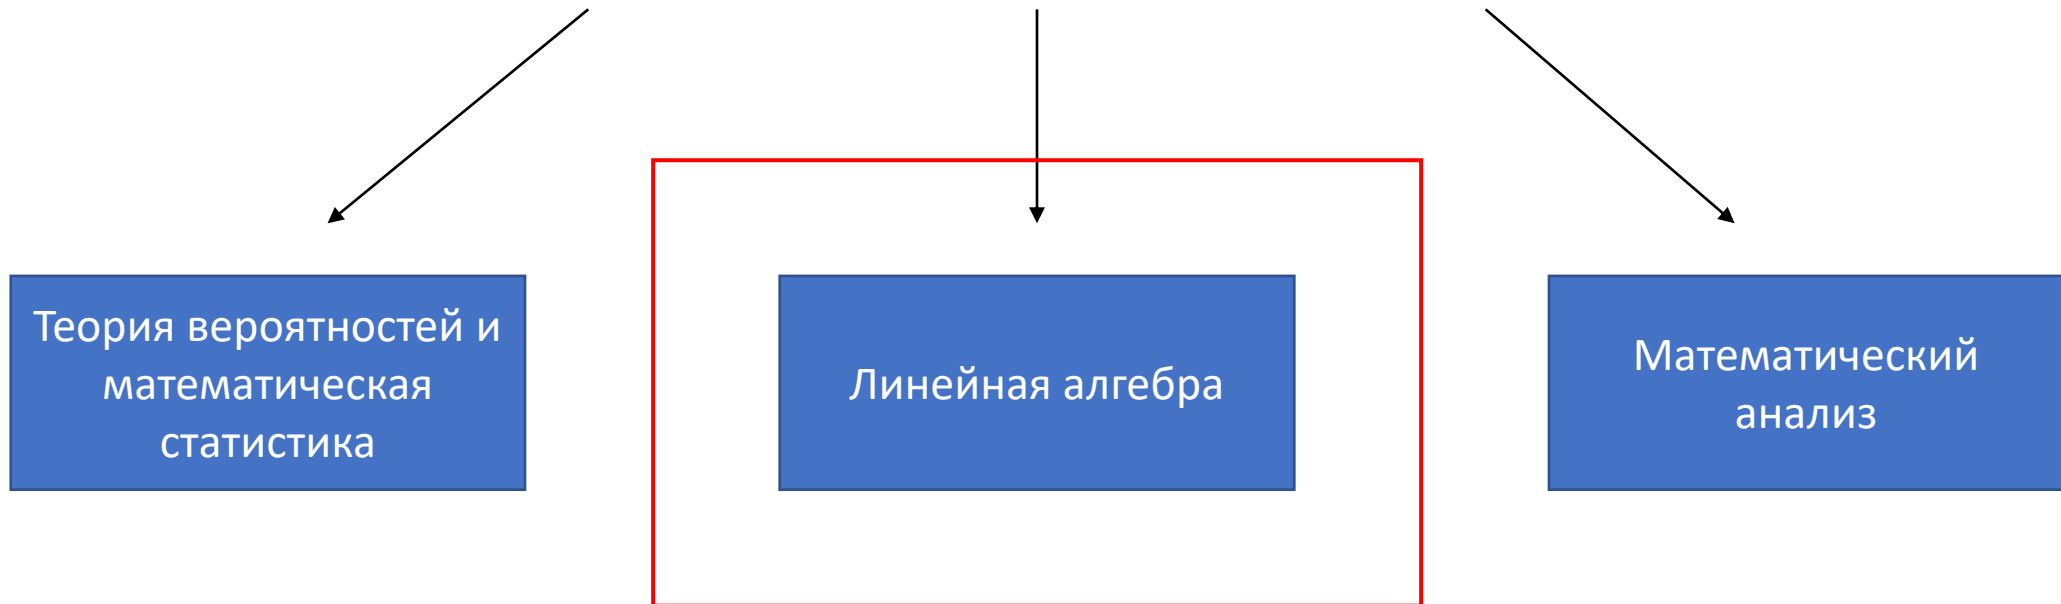 Теория вероятностей и
математическая
статистика
Линейная алгебра
Математический
анализ